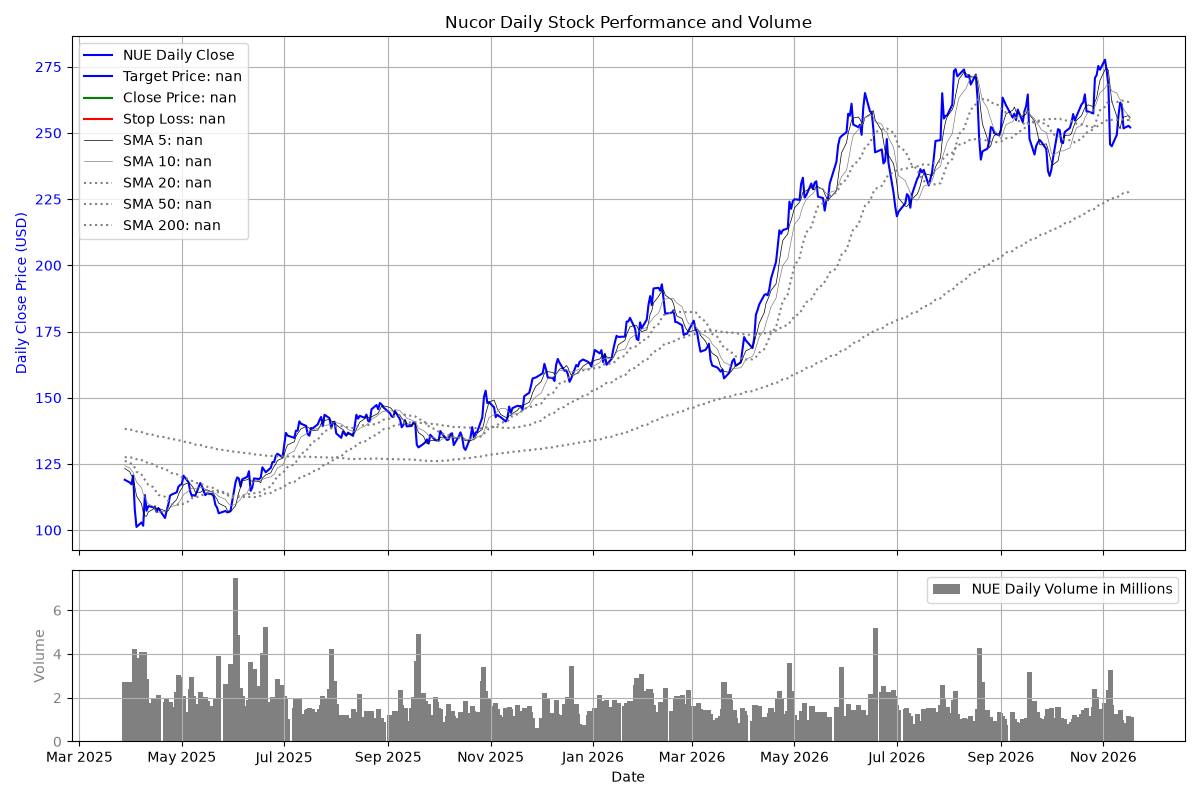 Nucor Daily Stock Performance and Volume
NUE Daily Close
Target Price: nan
Close Price: nan
Stop Loss: nan
SMA 5: nan
SMA 10: nan
SMA 20: nan
SMA 50: nan
SMA 200: nan
275
250
225
200
175
150
125
100
Daily Close Price (USD)
NUE Daily Volume in Millions
6
4
2
0
Volume
Mar 2025 May 2025 Jul 2025 Sep 2025 Nov 2025 Jan 2026 Mar 2026 May 2026 Jul 2026 Sep 2026 Nov 2026
Date